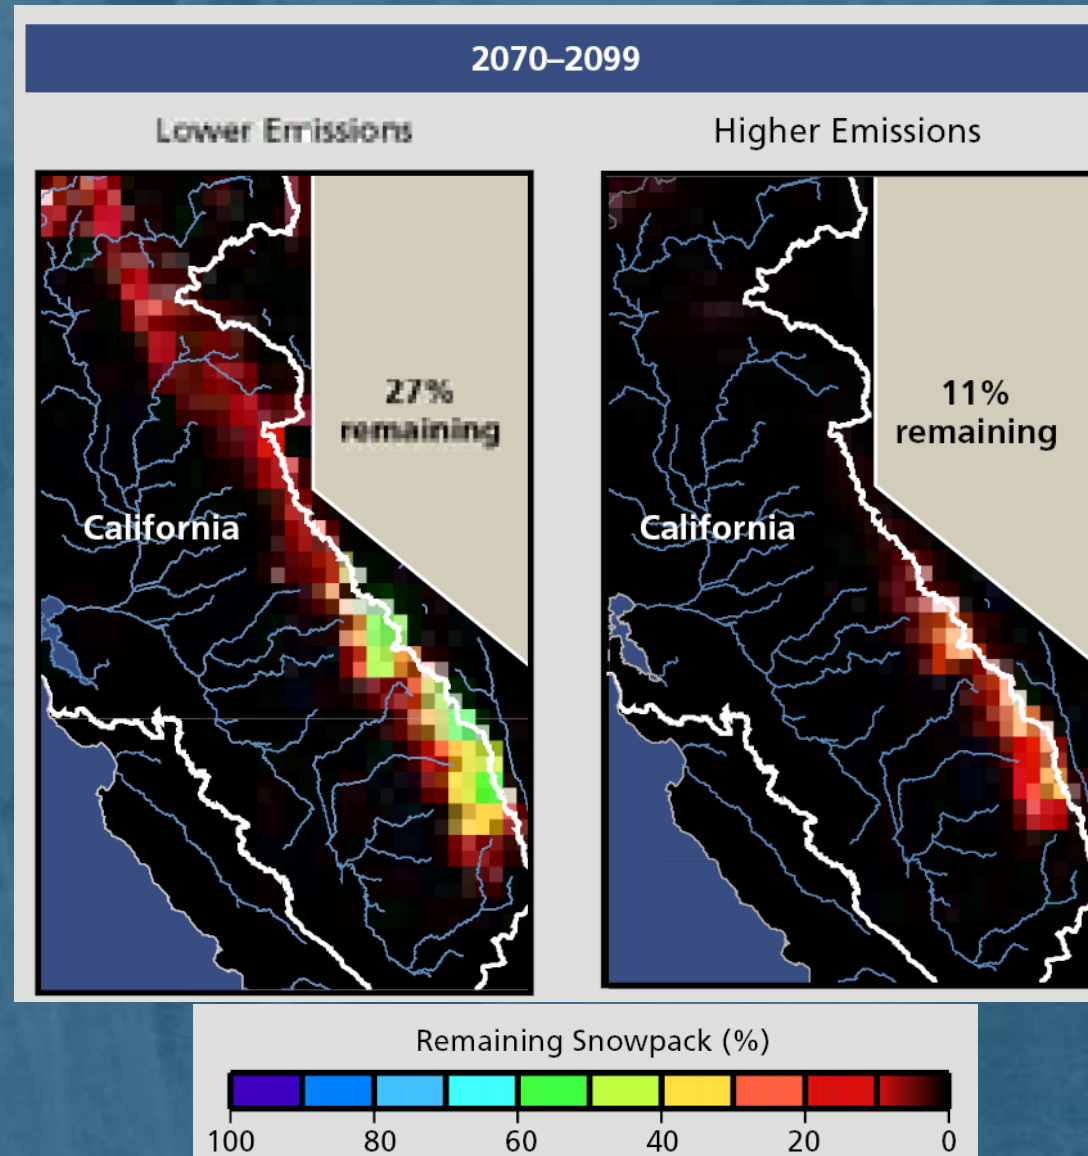 2070–2099
Lower Emissions
Higher Emissions
27%
remaining
11%
remaining
California
California
Remaining Snowpack (%)
100 80 60 40 20 0